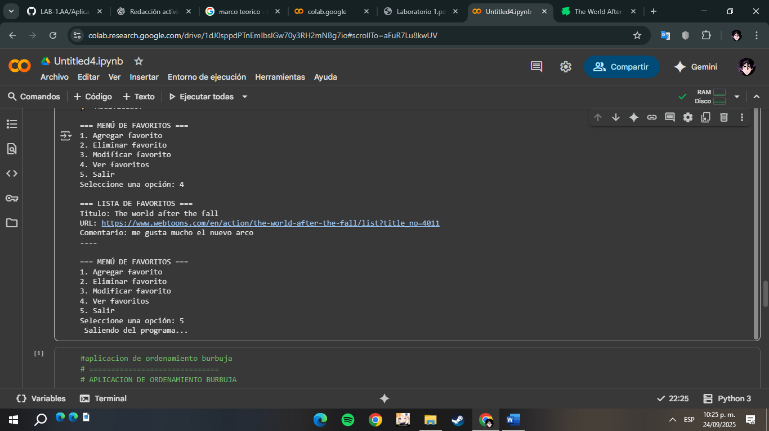 LAB-1.AA/Aplica
Redacción active
marco teorico
colab.google
Laboratorio 1.p
Untitled4.ipynb
The World After
colab.research.google.com/drive/1dJ0sppdPTnEmIbsIGw70y3RH2mNBg7io#scrollTo=aFuR7Lu8kwUV
Untitled4.ipynb
Archivo Editar Ver Insertar Entorno de ejecución Herramientas Ayuda
Compartir
Gemini
Comandos + Código + Texto Ejecutar todas
RAM
Disco
=== MENÚ DE FAVORITOS ===
1. Agregar favorito
2. Eliminar favorito
3. Modificar favorito
4. Ver favoritos
5. Salir
Seleccione una opción: 4
=== LISTA DE FAVORITOS ===
Titulo: The world after the fall
URL: https://www.webtoons.com/en/action/the-world-after-the-fall/list?title_no=4011
Comentario: me gusta mucho el nuevo arco
----
=== MENÚ DE FAVORITOS ===
1. Agregar favorito
2. Eliminar favorito
3. Modificar favorito
4. Ver favoritos
5. Salir
Seleccione una opción: 5
Saliendo del programa...
[1]
#aplicacion de ordenamiento burbuja
# ==============================
# APLICACION DE ORDENAMIENTO BURBUJA
Variables
Terminal
22:25
Python 3
ESP
10:25 p. m.
24/09/2025